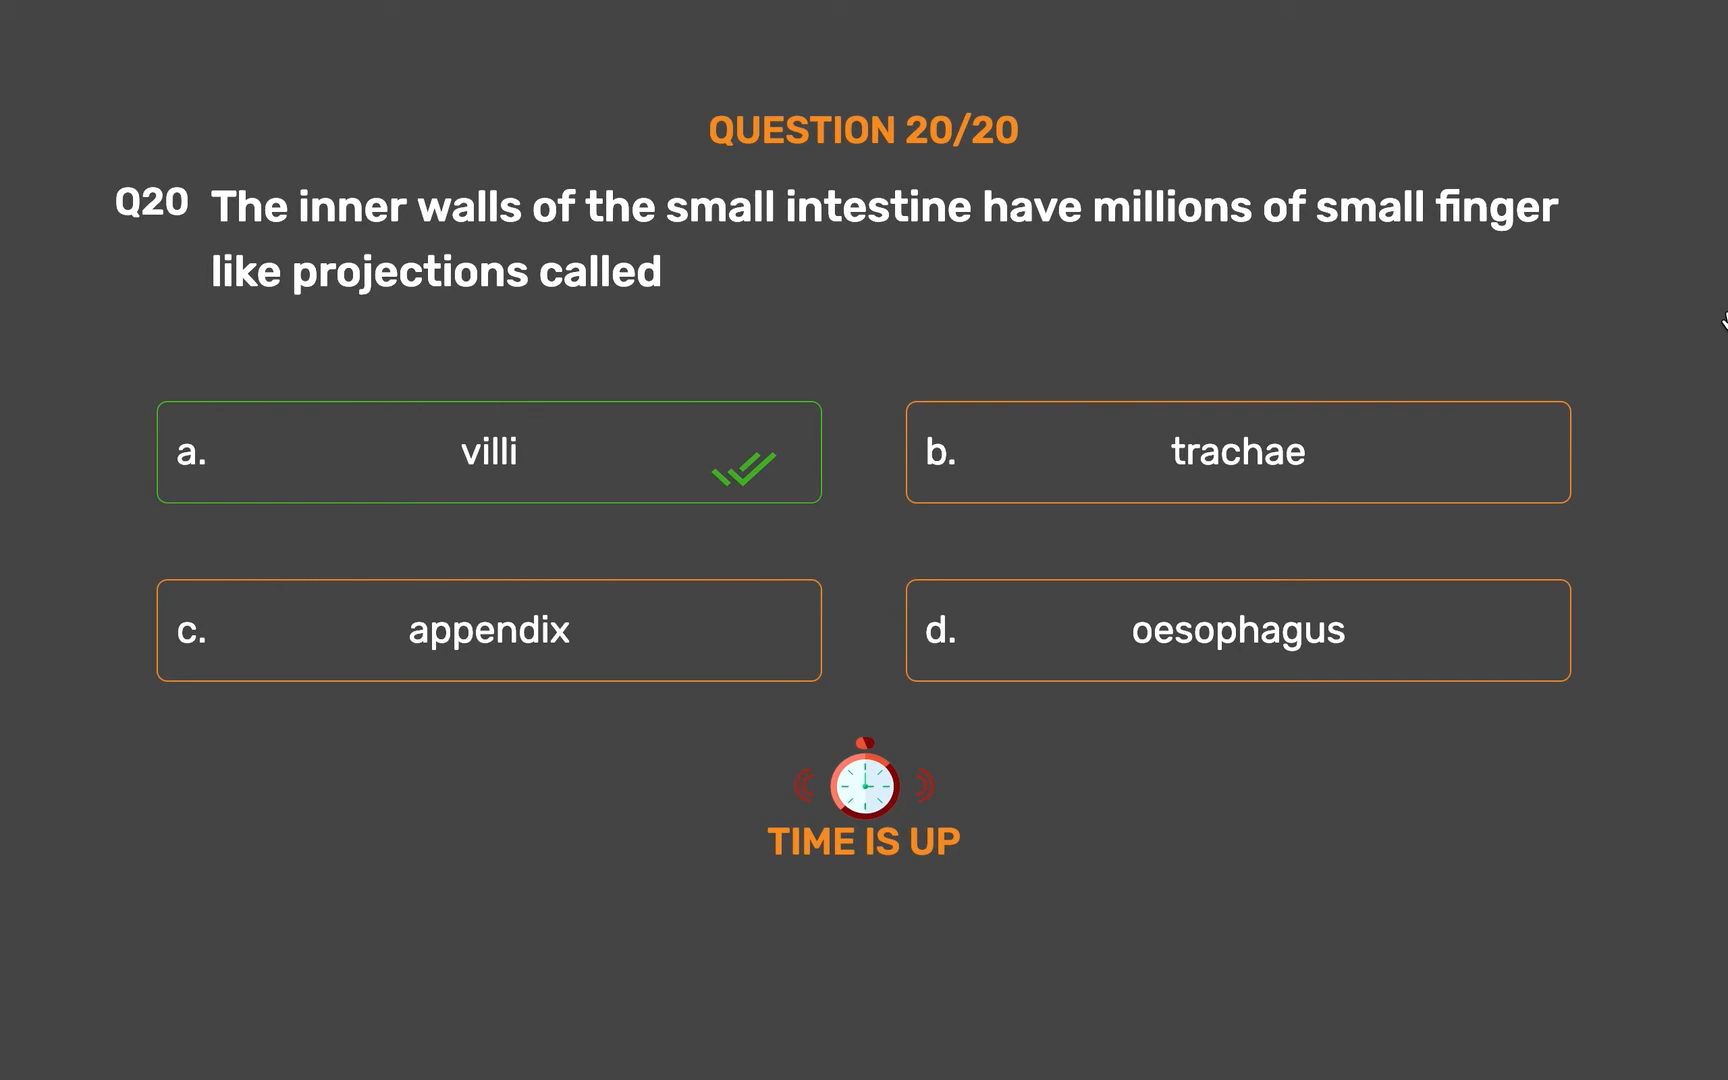 QUESTION 20/20
Q20 The inner walls of the small intestine have millions of small finger
like projections called
a. villi
b. trachae
c. appendix
d. oesophagus
TIME IS UP